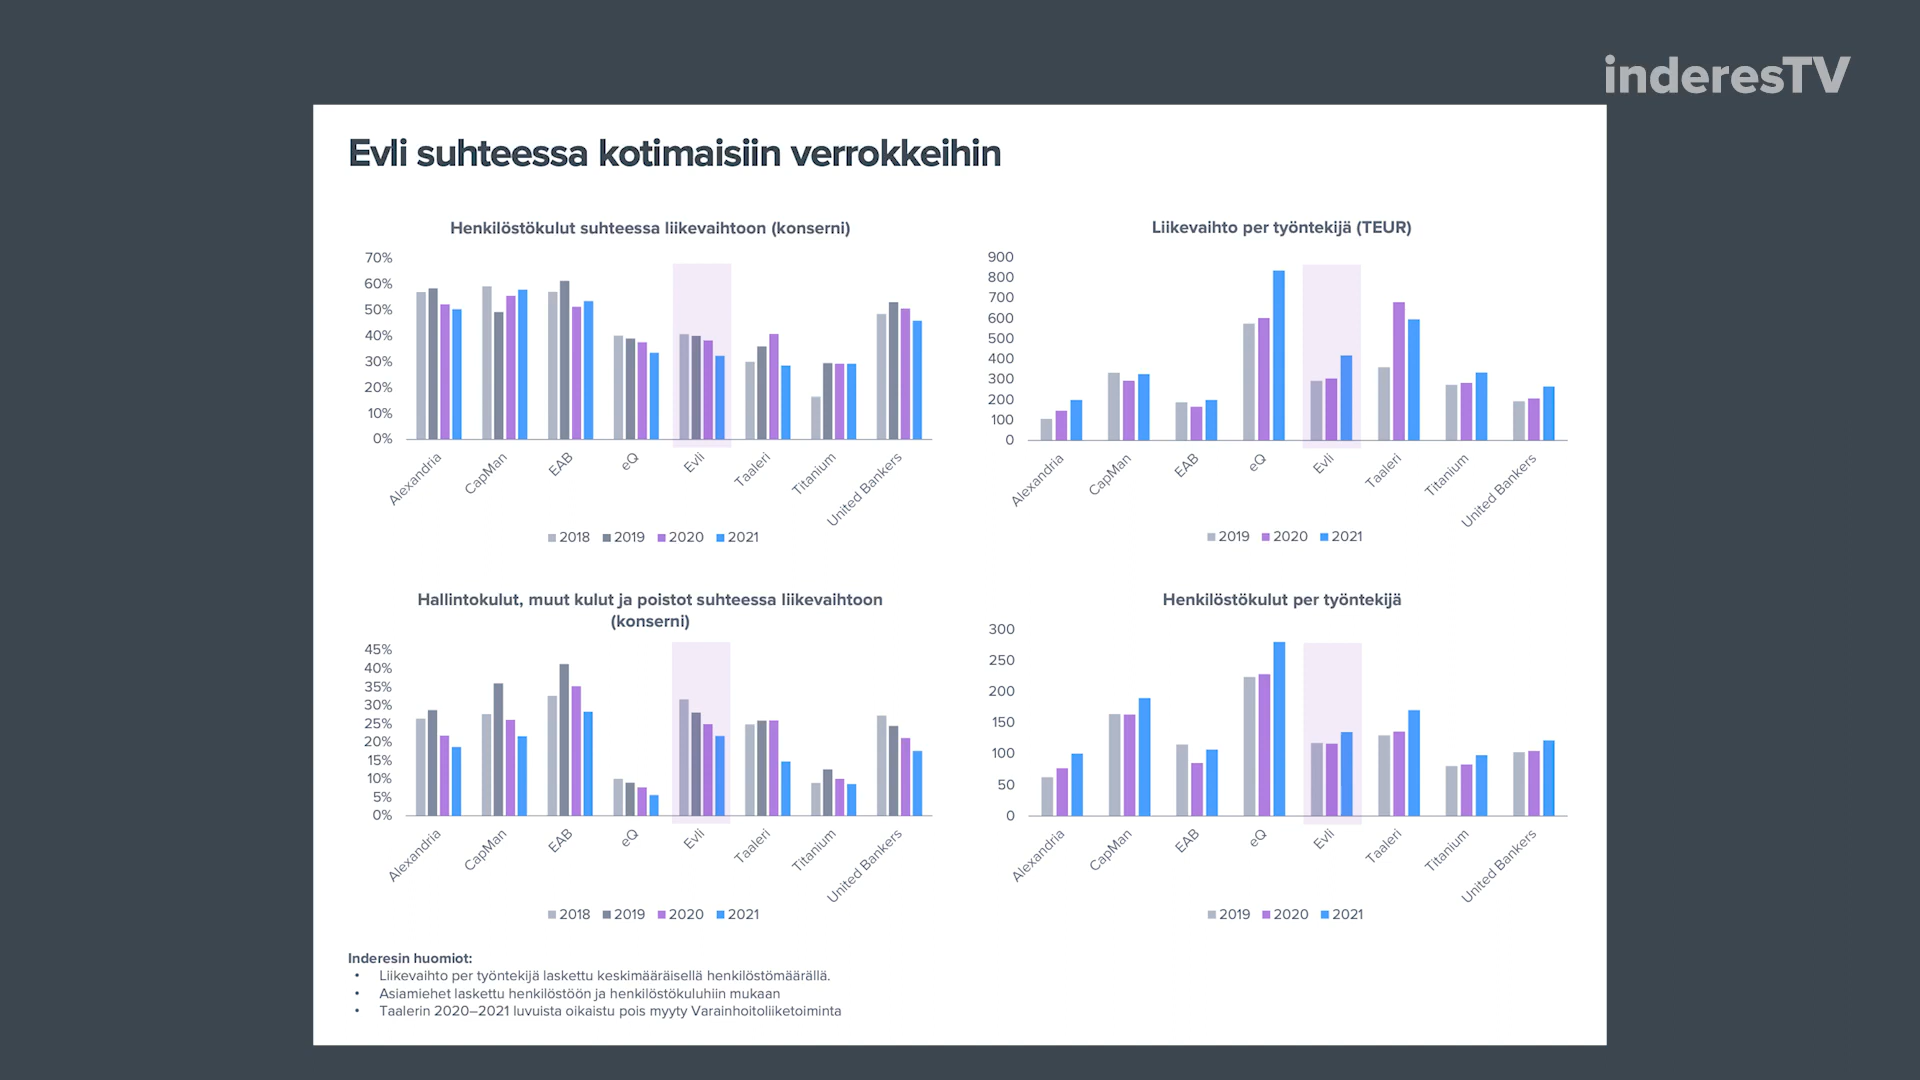 inderesTV
Evli suhteessa kotimaisiin verrokkeihin
Henkilöstökulut suhteessa liikevaihtoon (konserni)
70%
60%
50%
40%
30%
20%
10%
0%
Alexandria
CapMan
EAB
eQ
Evli
Taaleri
Titanium
United Bankers
2018 2019 2020 2021
Liikevaihto per työntekijä (TEUR)
900
800
700
600
500
400
300
200
100
0
Alexandria
CapMan
EAB
eQ
Evli
Taaleri
Titanium
United Bankers
2019 2020 2021
Hallintokulut, muut kulut ja poistot suhteessa liikevaihtoon
(konserni)
45%
40%
35%
30%
25%
20%
15%
10%
5%
0%
Alexandria
CapMan
EAB
eQ
Evli
Taaleri
Titanium
United Bankers
2018 2019 2020 2021
Henkilöstökulut per työntekijä
300
250
200
150
100
50
0
Alexandria
CapMan
EAB
eQ
Evli
Taaleri
Titanium
United Bankers
2019 2020 2021
Inderesin huomiot:
• Liikevaihto per työntekijä laskettu keskimääräisellä henkilöstömäärällä.
• Asiamiehet laskettu henkilöstöön ja henkilöstökuluhiin mukaan
• Taalerin 2020–2021 luvuista oikaistu pois myyty Varainhoitoliiketoiminta